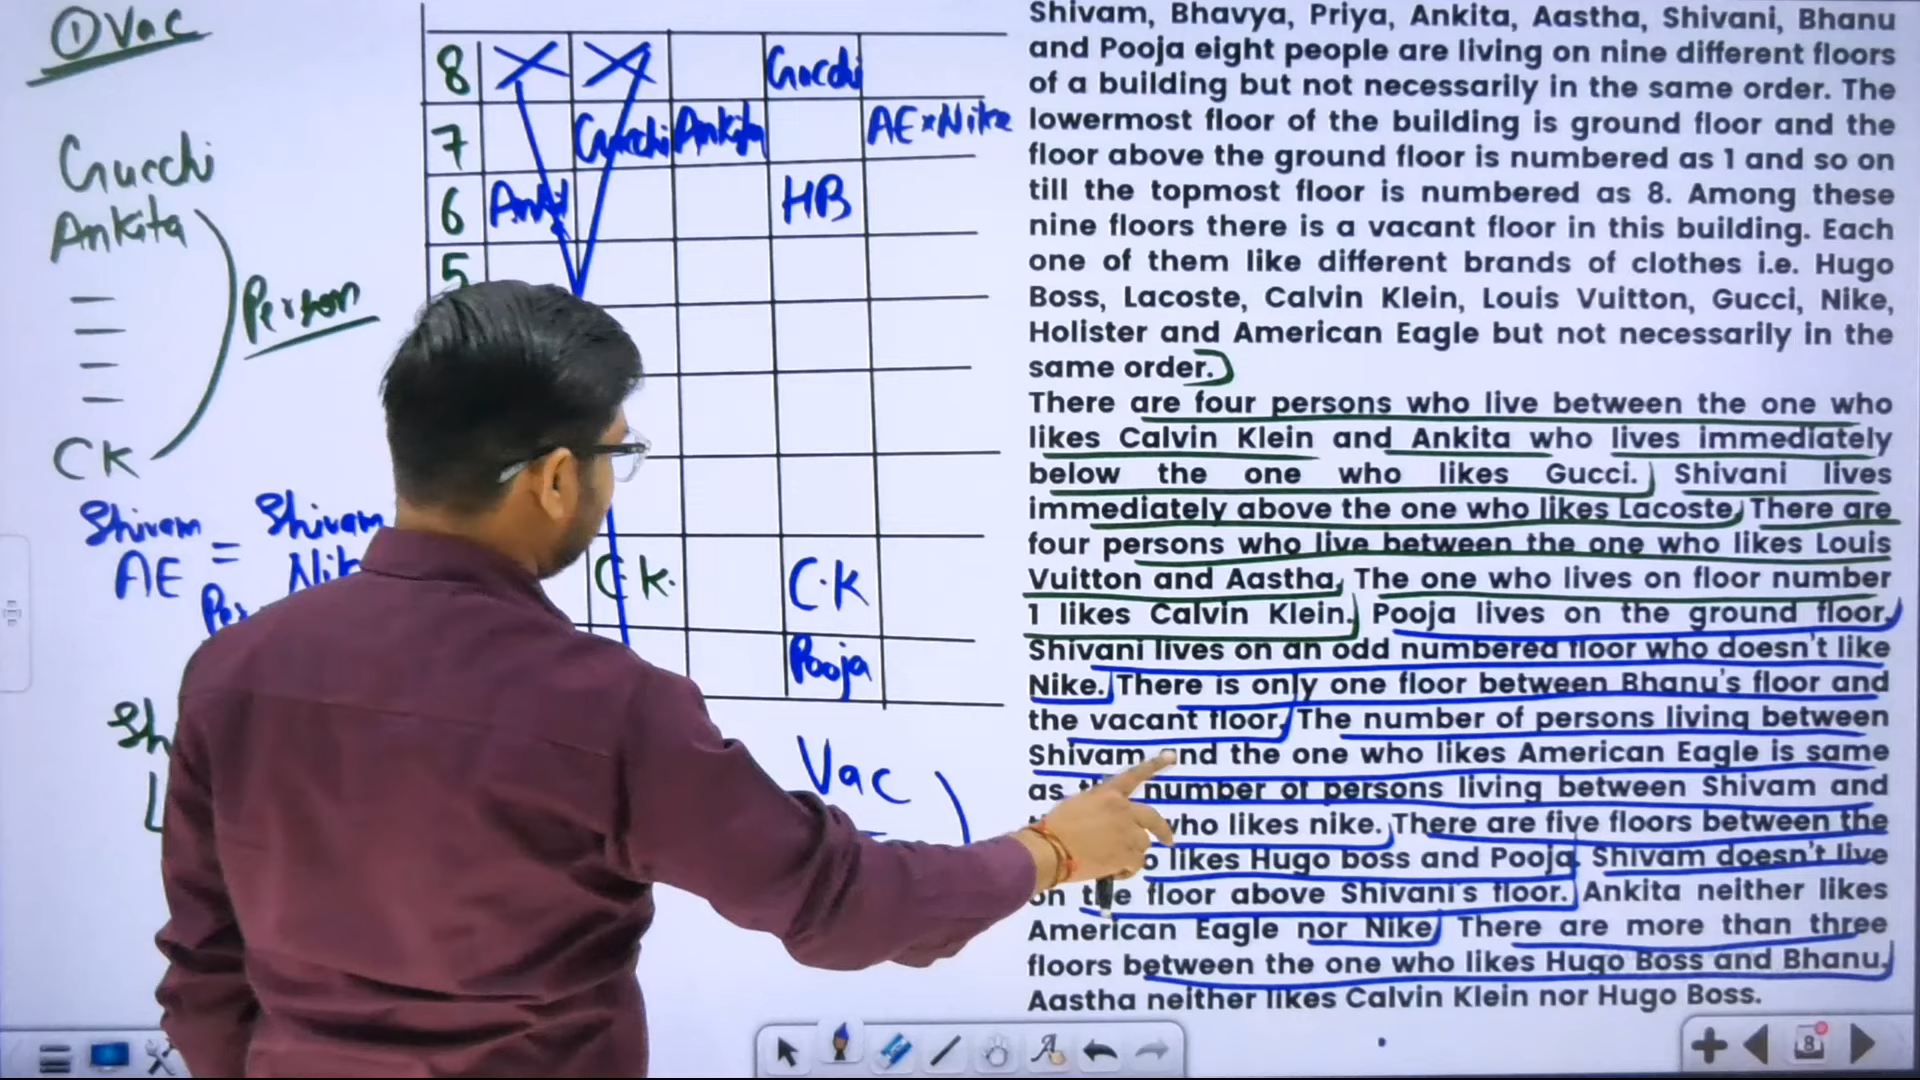 ① Vac
Gucchi
Ankita
Person
CK
Shivam
AE
=
Shivam
8
Gucchi
7
Gucchi
Ankita
AE × Nike
6
HB
5
C.K.
C.K
Pooja
Vac
Shivam, Bhavya, Priya, Ankita, Aastha, Shivani, Bhanu
and Pooja eight people are living on nine different floors
of a building but not necessarily in the same order. The
lowermost floor of the building is ground floor and the
floor above the ground floor is numbered as 1 and so on
till the topmost floor is numbered as 8. Among these
nine floors there is a vacant floor in this building. Each
one of them like different brands of clothes i.e. Hugo
Boss, Lacoste, Calvin Klein, Louis Vuitton, Gucci, Nike,
Holister and American Eagle but not necessarily in the
same order.
There are four persons who live between the one who
likes Calvin Klein and Ankita who lives immediately
below the one who likes Gucci. Shivani lives
immediately above the one who likes Lacoste. There are
four persons who live between the one who likes Louis
Vuitton and Aastha. The one who lives on floor number
1 likes Calvin Klein. Pooja lives on the ground floor.
Shivani lives on an odd numbered floor who doesn't like
Nike. There is only one floor between Bhanu's floor and
the vacant floor. The number of persons living between
Shivam and the one who likes American Eagle is same
as number of persons living between Shivam and
who likes nike. There are five floors between the
likes Hugo boss and Pooja. Shivam doesn't live
on the floor above Shivani's floor. Ankita neither likes
American Eagle nor Nike. There are more than three
floors between the one who likes Hugo Boss and Bhanu.
Aastha neither likes Calvin Klein nor Hugo Boss.
8